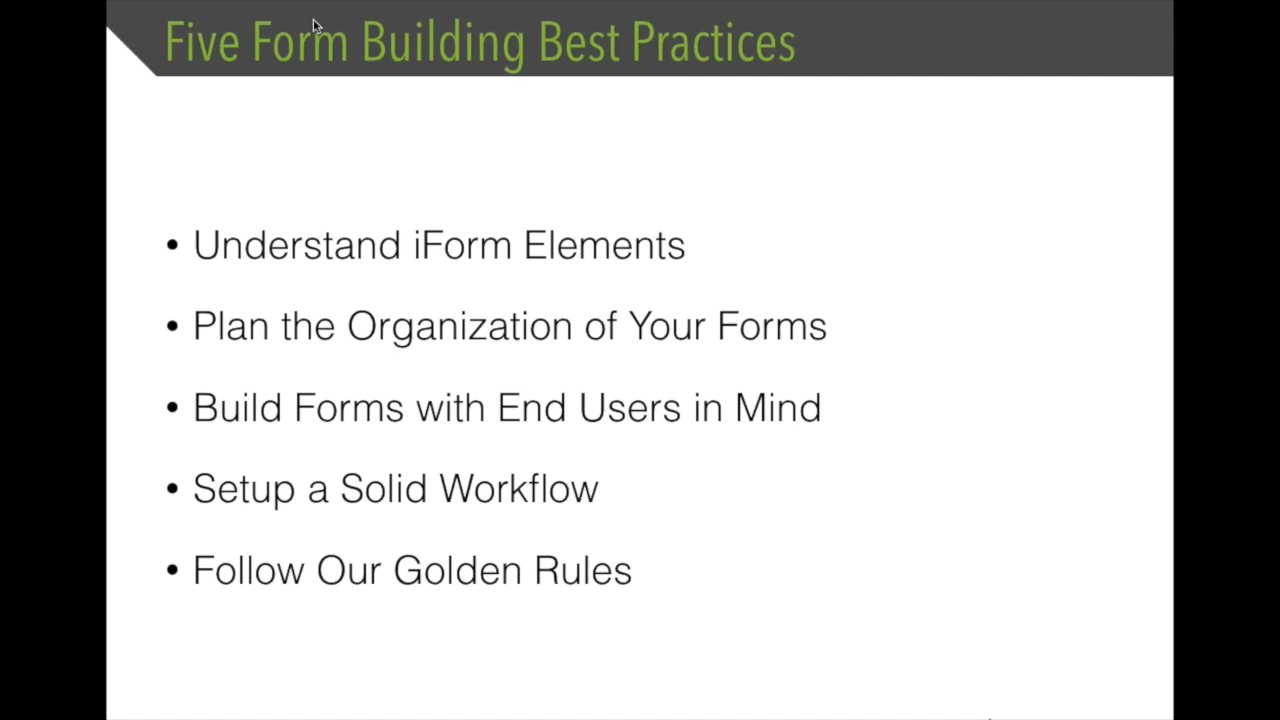 Five Form Building Best Practices
• Understand iForm Elements
• Plan the Organization of Your Forms
• Build Forms with End Users in Mind
• Setup a Solid Workflow
• Follow Our Golden Rules